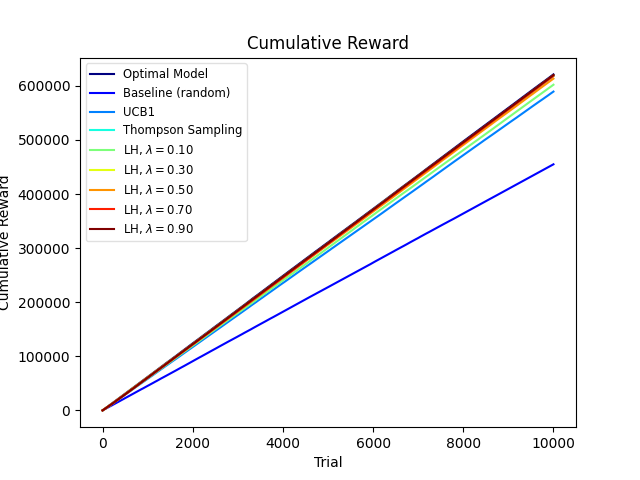 Cumulative Reward
Cumulative Reward
600000
500000
400000
300000
200000
100000
0
Optimal Model
Baseline (random)
UCB1
Thompson Sampling
LH, λ = 0.10
LH, λ = 0.30
LH, λ = 0.50
LH, λ = 0.70
LH, λ = 0.90
0 2000 4000 6000 8000 10000
Trial